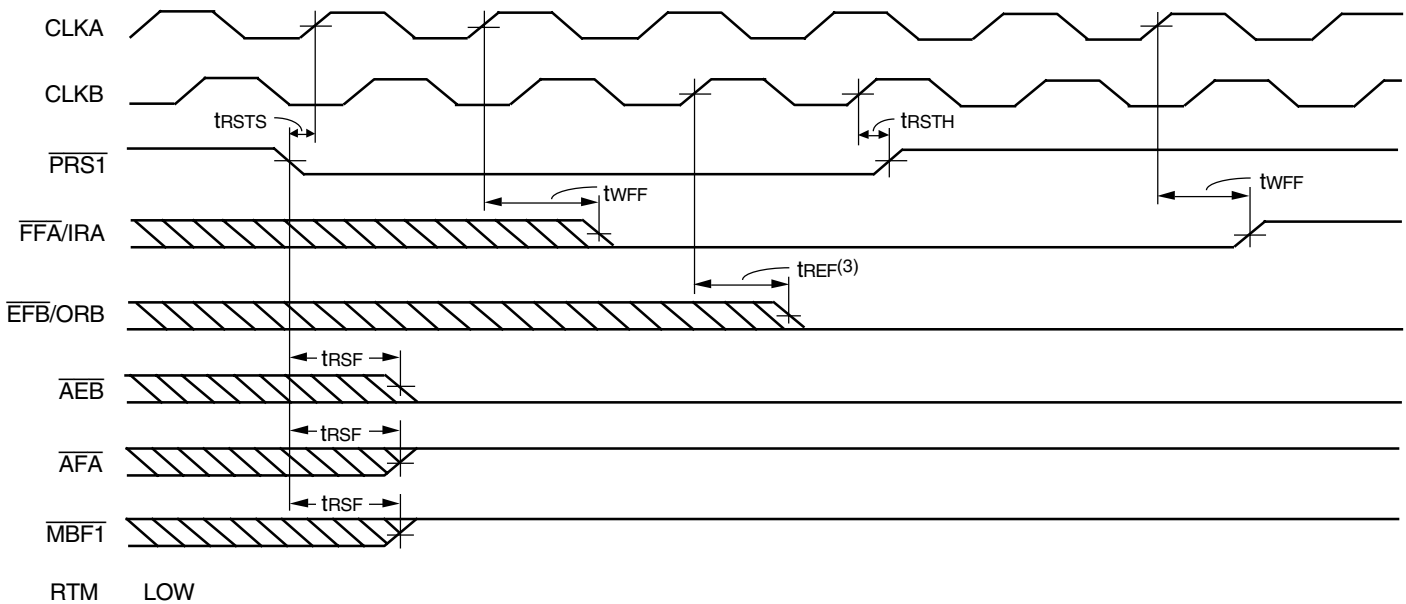 CLKA
CLKB
tRSTS
tRSTH
PRS1
tWFF
tWFF
FFA/IRA
tREF(3)
EFB/ORB
tRSF
AEB
tRSF
AFA
tRSF
MBF1
RTM LOW